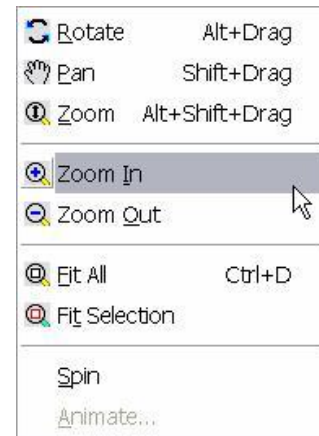 Rotate Alt+Drag
Pan Shift+Drag
Zoom Alt+Shift+Drag
Zoom In
Zoom Out
Fit All Ctrl+D
Fit Selection
Spin
Animate...